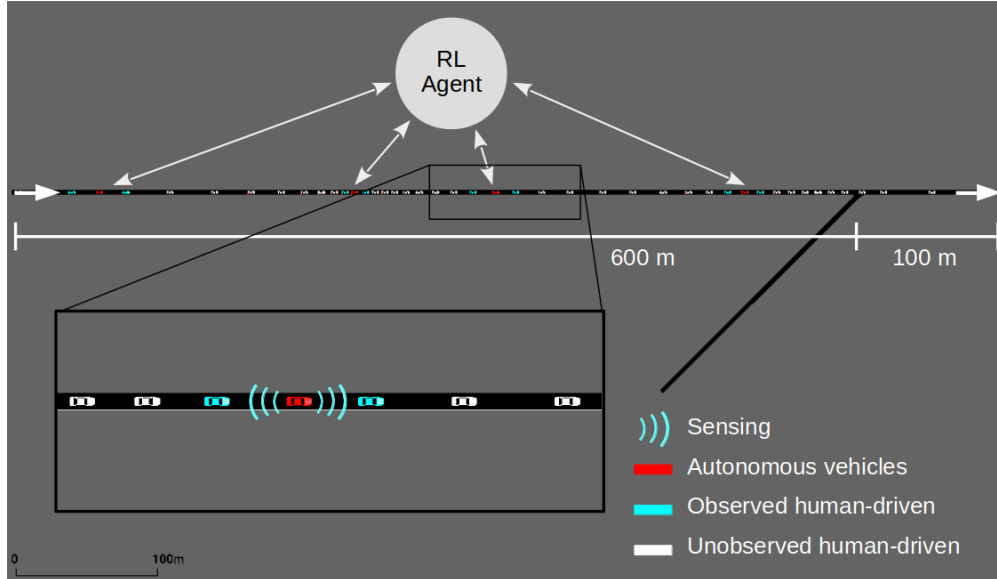 RL
Agent
600 m
100 m
Sensing
Autonomous vehicles
Observed human-driven
Unobserved human-driven
0
100m